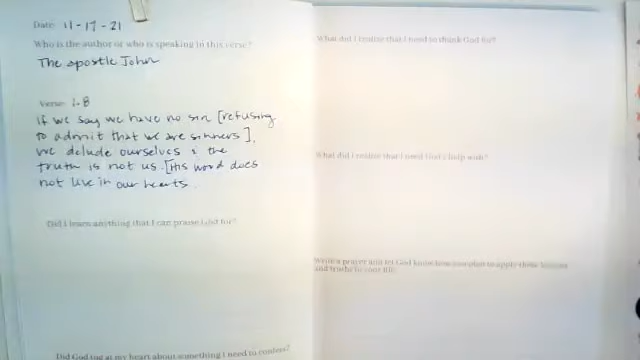 Date: 11-17-21
Who is the author or who is speaking in this verse?
The apostle John
Verse: 1:8
If we say we have no sin [refusing
to admit that we are sinners],
we delude ourselves & the
truth is not us. [His word does
not live in our hearts
Did I learn anything that I can praise God for?
Did God tug at my heart about something I need to confess?
What did I realize that I need to thank God for?
What did I realize that I need God's help with?
Write a prayer and let God know how you plan to apply these lessons
and truths to your life.